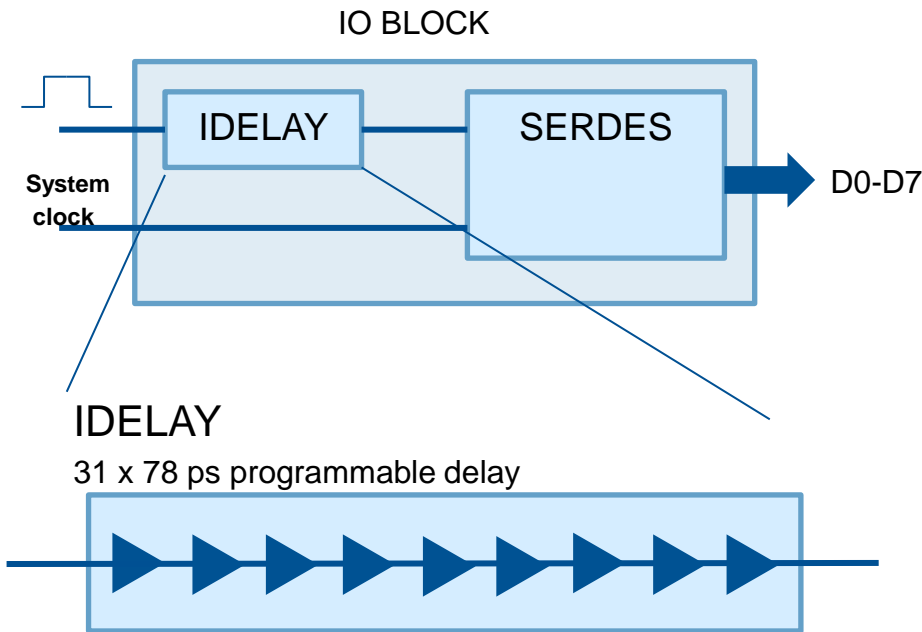 IO BLOCK
IDELAY
SERDES
System
clock
D0-D7
IDELAY
31 x 78 ps programmable delay